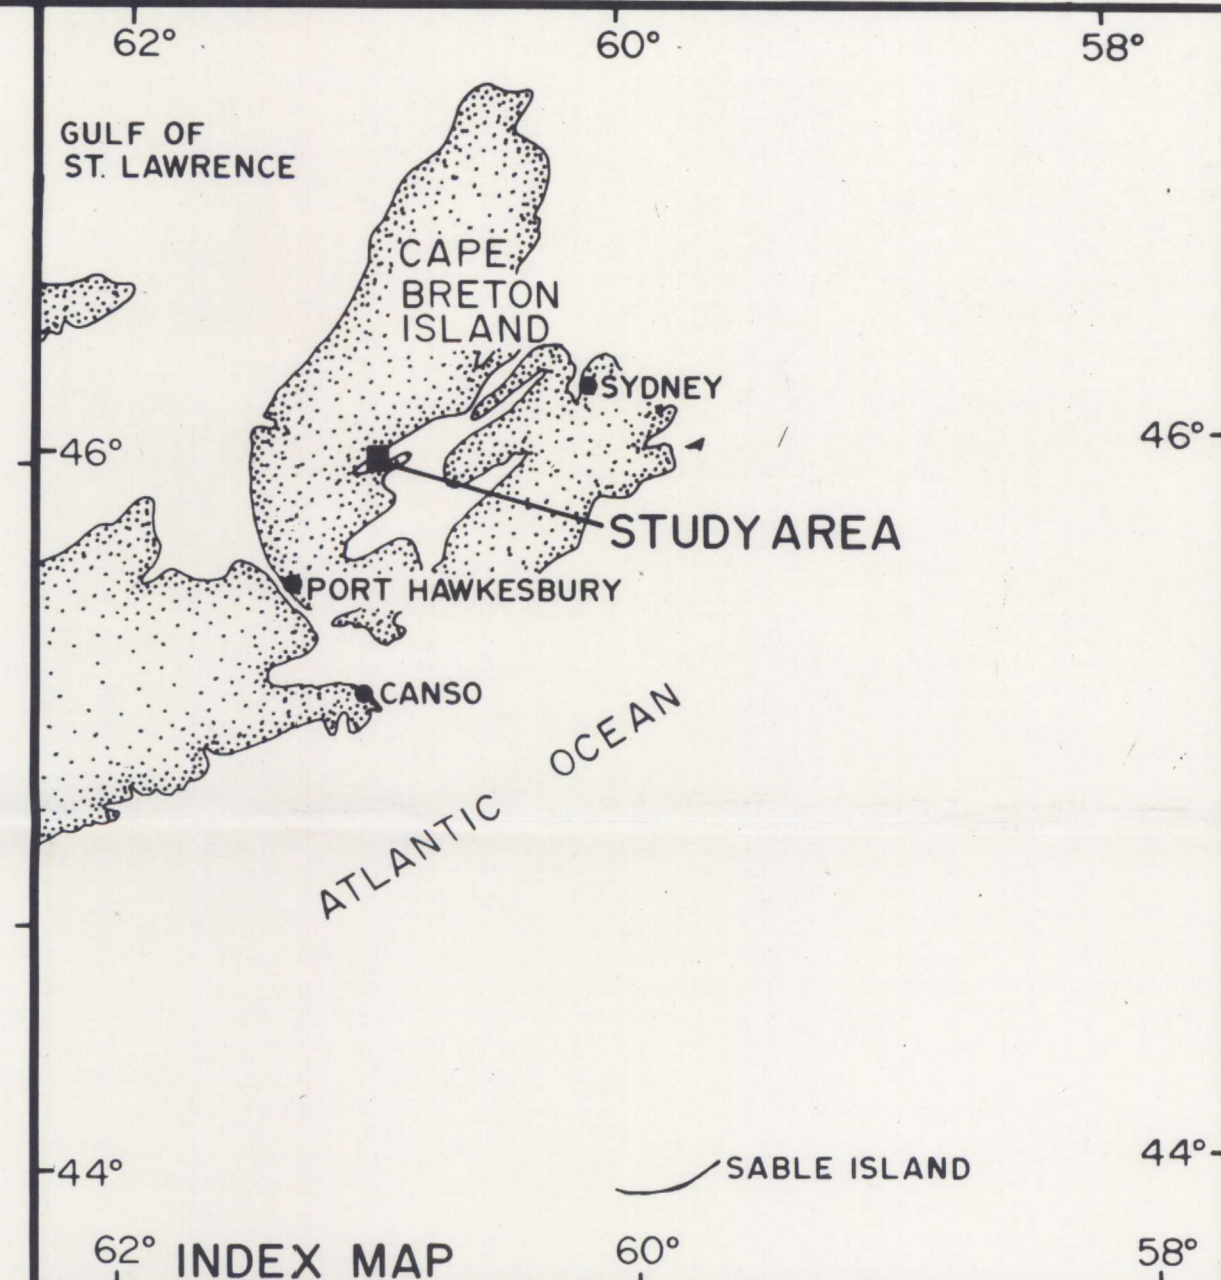 62°
60°
58°
GULF OF
ST. LAWRENCE
CAPE
BRETON
ISLAND
SYDNEY
46°
46°
STUDY AREA
PORT HAWKESBURY
CANSO
ATLANTIC OCEAN
44°
44°
SABLE ISLAND
62°
60°
58°
INDEX MAP